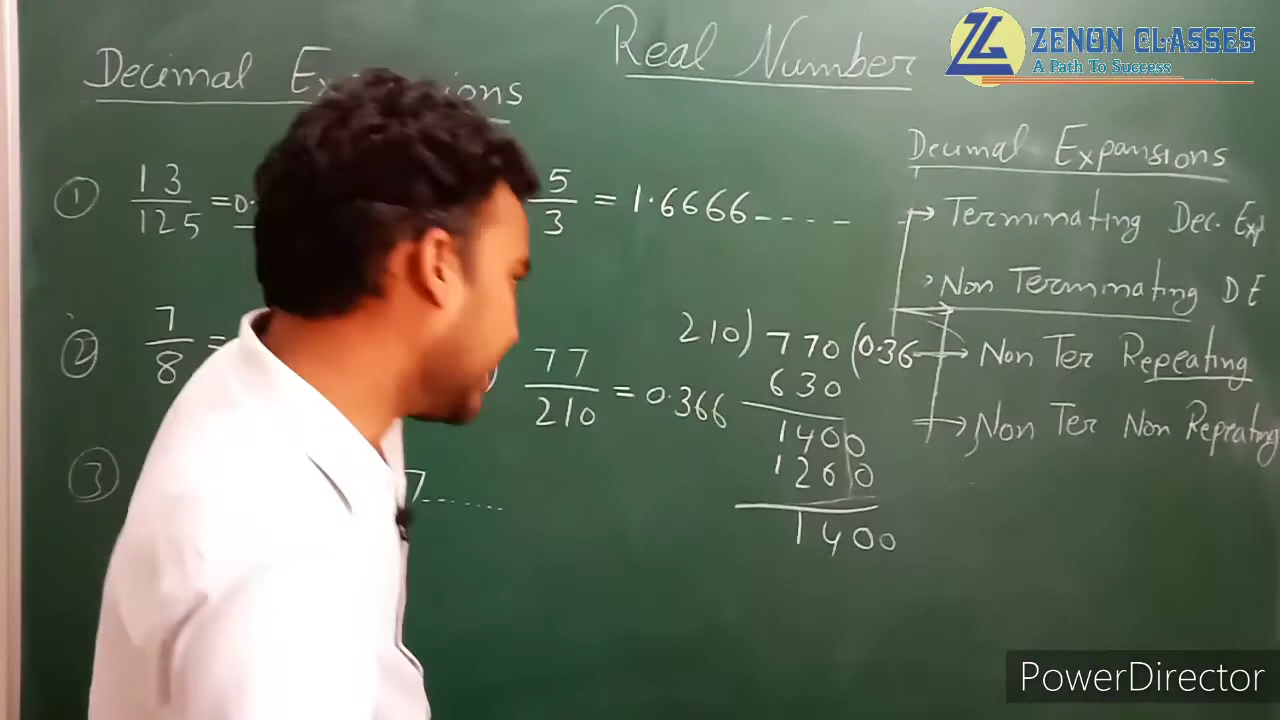 Real Number
ZENON CLASSES
A Path To Success
Decimal
① 13/125 = 0.
5/3 = 1.6666----
② 7/8 =
77/210 = 0.366
③
7......
210) 770 (0.36
630
1400
1260
1400
Decimal Expansions
Terminating Dec. Exp
Non Terminating DE
Non Ter Repeating
Non Ter Non Repeating
PowerDirector